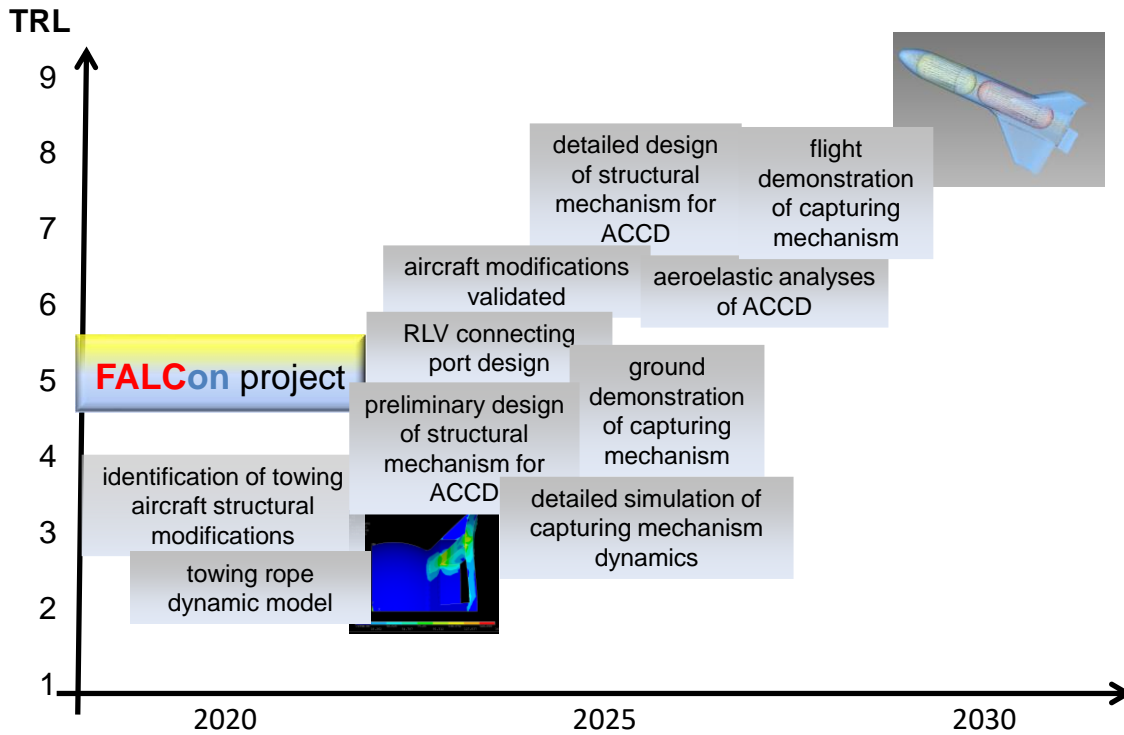 TRL
9
8
7
6
5
4
3
2
1
detailed design
of structural
mechanism for
ACCD
flight
demonstration
of capturing
mechanism
aircraft modifications
validated
aeroelastic analyses
of ACCD
RLV connecting
port design
FALCon project
ground
demonstration
of capturing
mechanism
preliminary design
of structural
mechanism for
ACCD
identification of towing
aircraft structural
modifications
detailed simulation of
capturing mechanism
dynamics
towing rope
dynamic model
2020
2025
2030